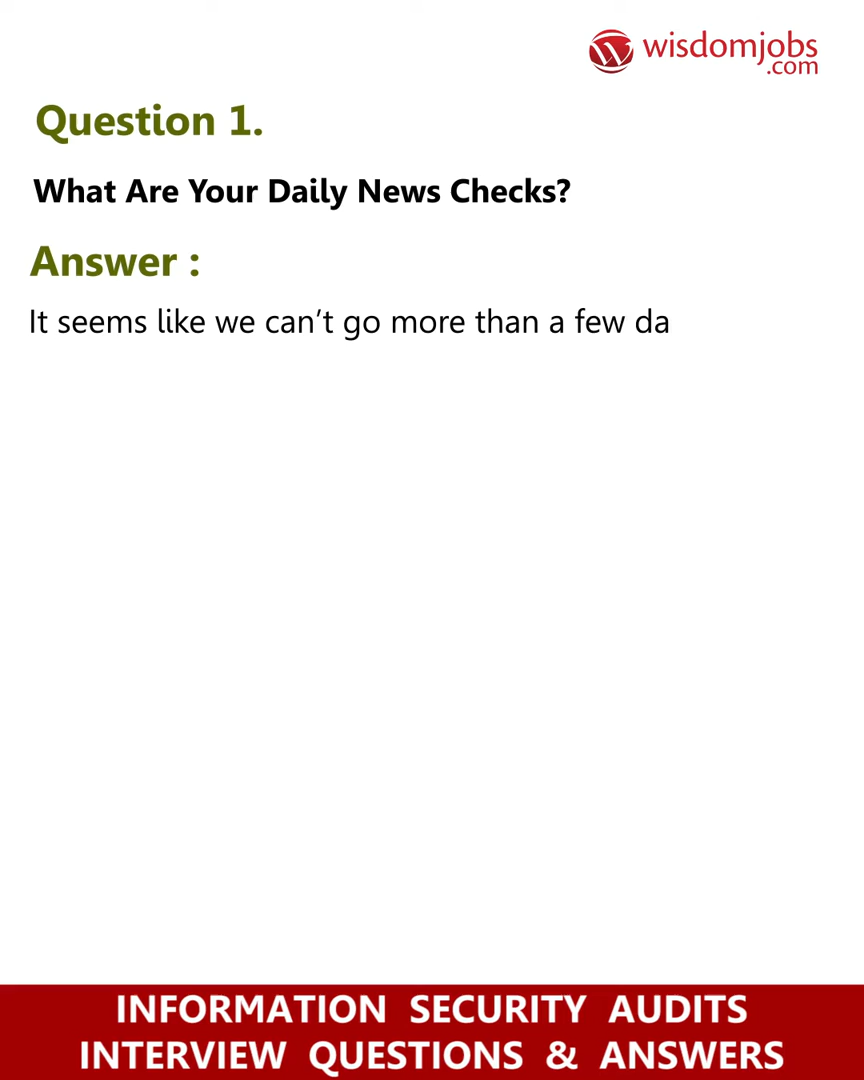 wisdomjobs
.com
Question 1.
What Are Your Daily News Checks?
Answer :
It seems like we can’t go more than a few da
INFORMATION SECURITY AUDITS
INTERVIEW QUESTIONS & ANSWERS